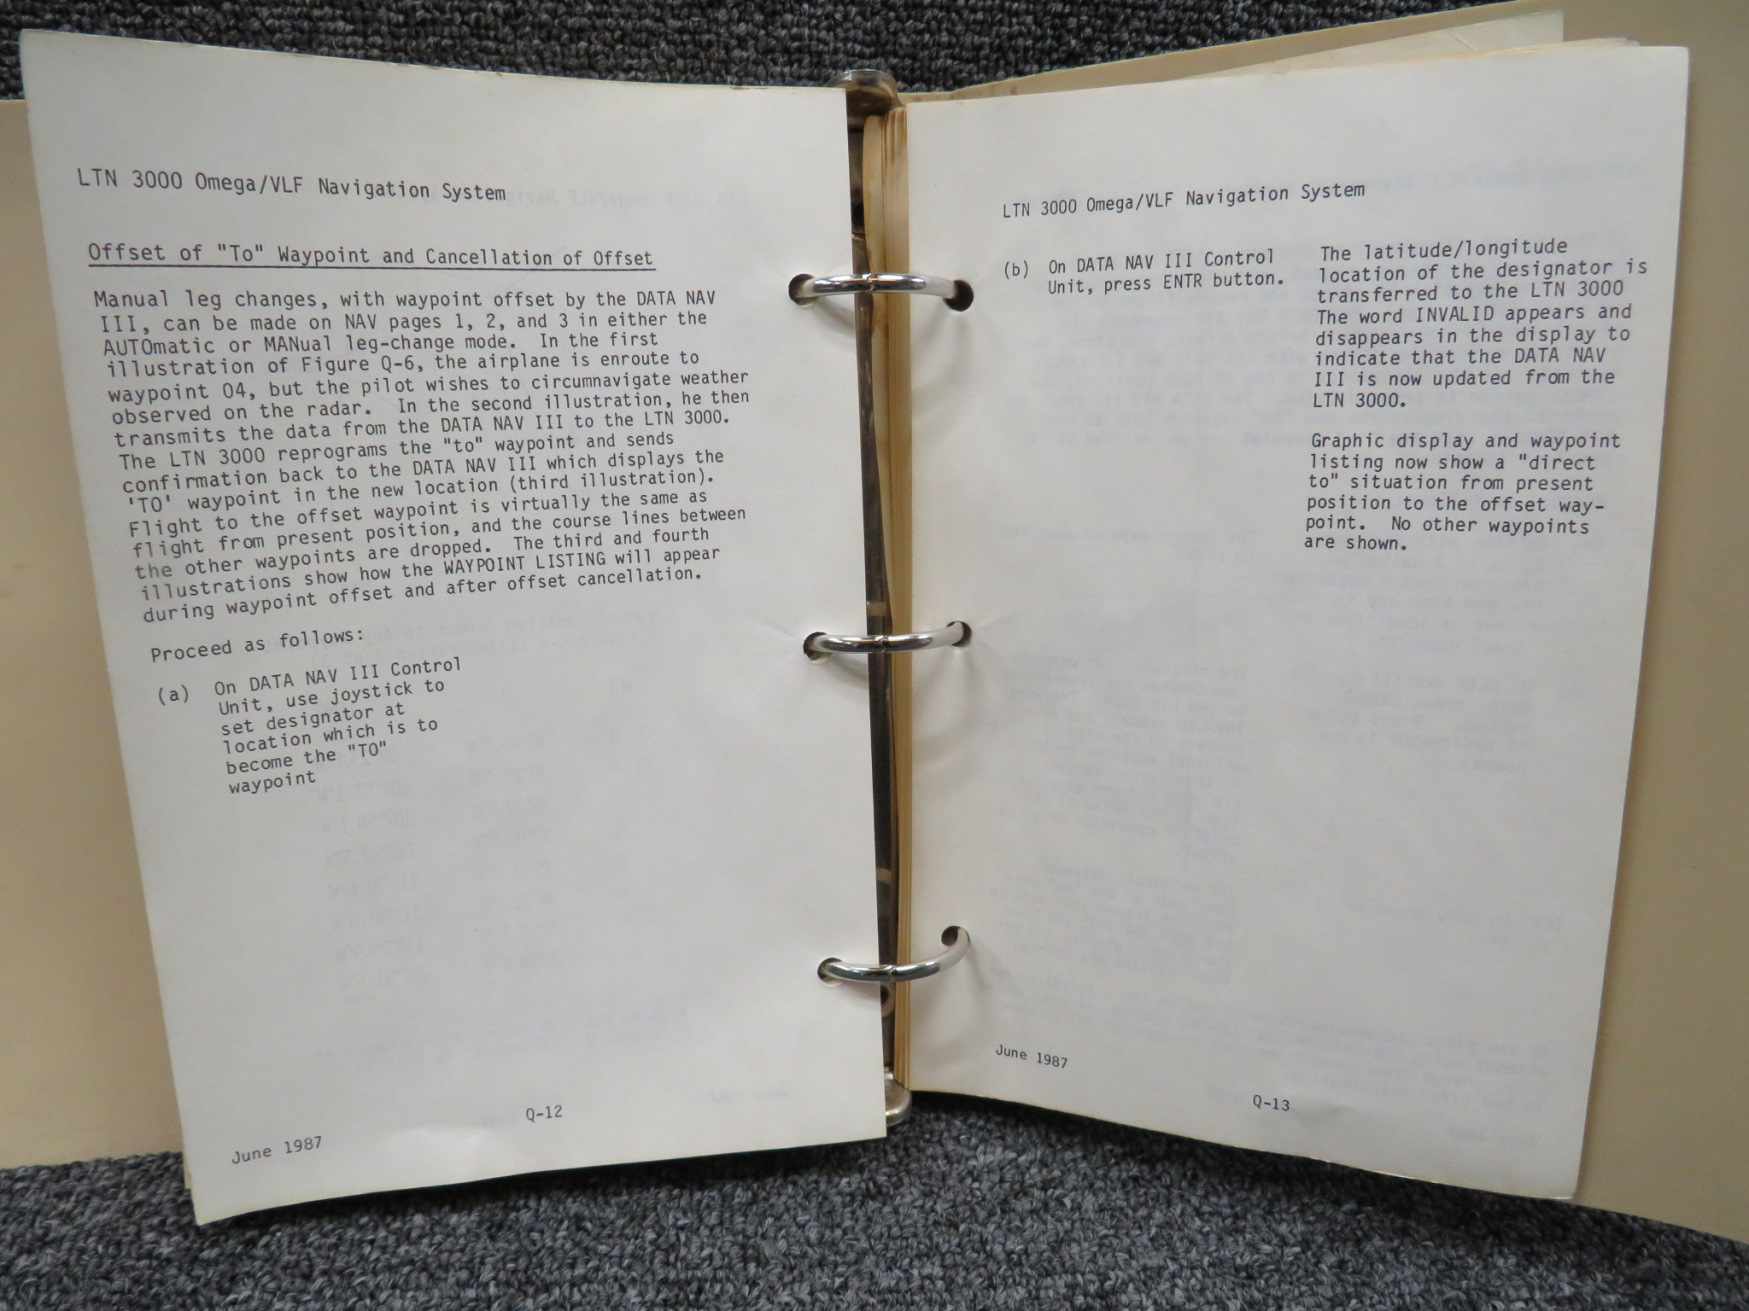 LTN 3000 Omega/VLF Navigation System
Offset of "To" Waypoint and Cancellation of Offset
Manual leg changes, with waypoint offset by the DATA NAV
III, can be made on NAV pages 1, 2, and 3 in either the
AUTOmatic or MANual leg-change mode. In the first
illustration of Figure Q-6, the airplane is enroute to
waypoint 04, but the pilot wishes to circumnavigate weather
observed on the radar. In the second illustration, he then
transmits the data from the DATA NAV III to the LTN 3000.
The LTN 3000 reprograms the "to" waypoint and sends
confirmation back to the DATA NAV III which displays the
'TO' waypoint in the new location (third illustration).
Flight to the offset waypoint is virtually the same as
flight from present position, and the course lines between
the other waypoints are dropped. The third and fourth
illustrations show how the WAYPOINT LISTING will appear
during waypoint offset and after offset cancellation.
Proceed as follows:
(a) On DATA NAV III Control
Unit, use joystick to
set designator at
location which is to
become the "TO"
waypoint
Q-12
June 1987
LTN 3000 Omega/VLF Navigation System
(b) On DATA NAV III Control
Unit, press ENTR button.
The latitude/longitude
location of the designator is
transferred to the LTN 3000
The word INVALID appears and
disappears in the display to
indicate that the DATA NAV
III is now updated from the
LTN 3000.
Graphic display and waypoint
listing now show a "direct
to" situation from present
position to the offset way-
point. No other waypoints
are shown.
June 1987
Q-13